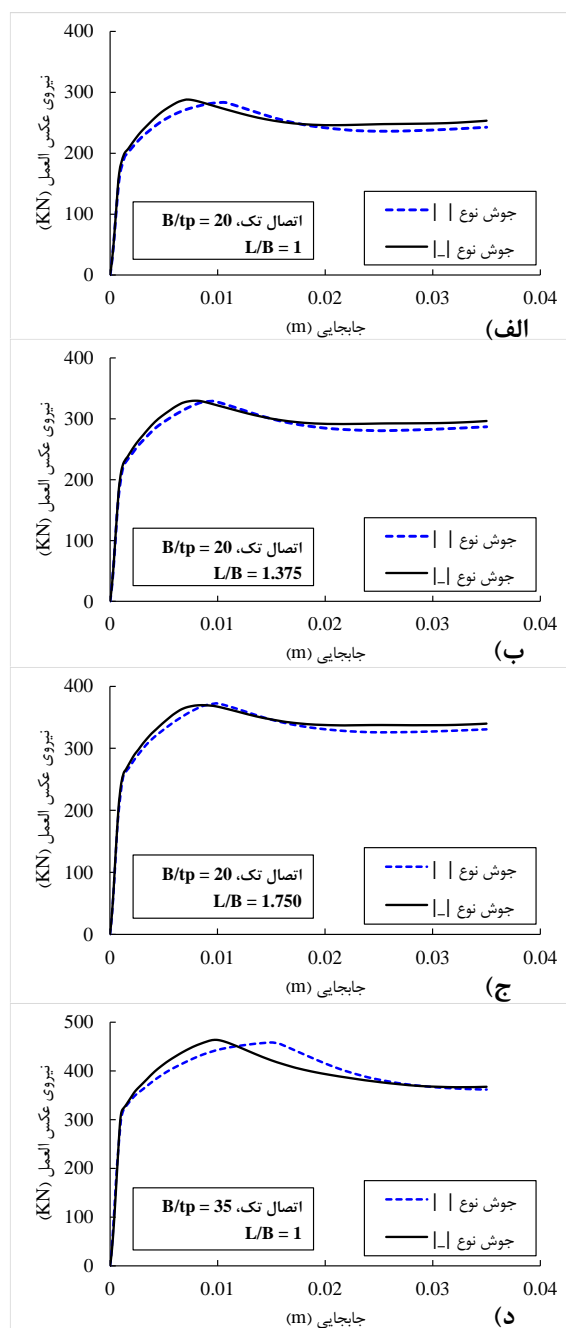 400
300
200
100
0
نیروی عکس العمل (KN)
اتصال تک، B/tp = 20
L/B = 1
جوش نوع | |
جوش نوع |_|
0 0.01 0.02 0.03 0.04
جابجایی (m)
الف)
400
300
200
100
0
نیروی عکس العمل (KN)
اتصال تک، B/tp = 20
L/B = 1.375
جوش نوع | |
جوش نوع |_|
0 0.01 0.02 0.03 0.04
جابجایی (m)
ب)
400
300
200
100
0
نیروی عکس العمل (KN)
اتصال تک، B/tp = 20
L/B = 1.750
جوش نوع | |
جوش نوع |_|
0 0.01 0.02 0.03 0.04
جابجایی (m)
ج)
500
400
300
200
100
0
نیروی عکس العمل (KN)
اتصال تک، B/tp = 35
L/B = 1
جوش نوع | |
جوش نوع |_|
0 0.01 0.02 0.03 0.04
جابجایی (m)
د)